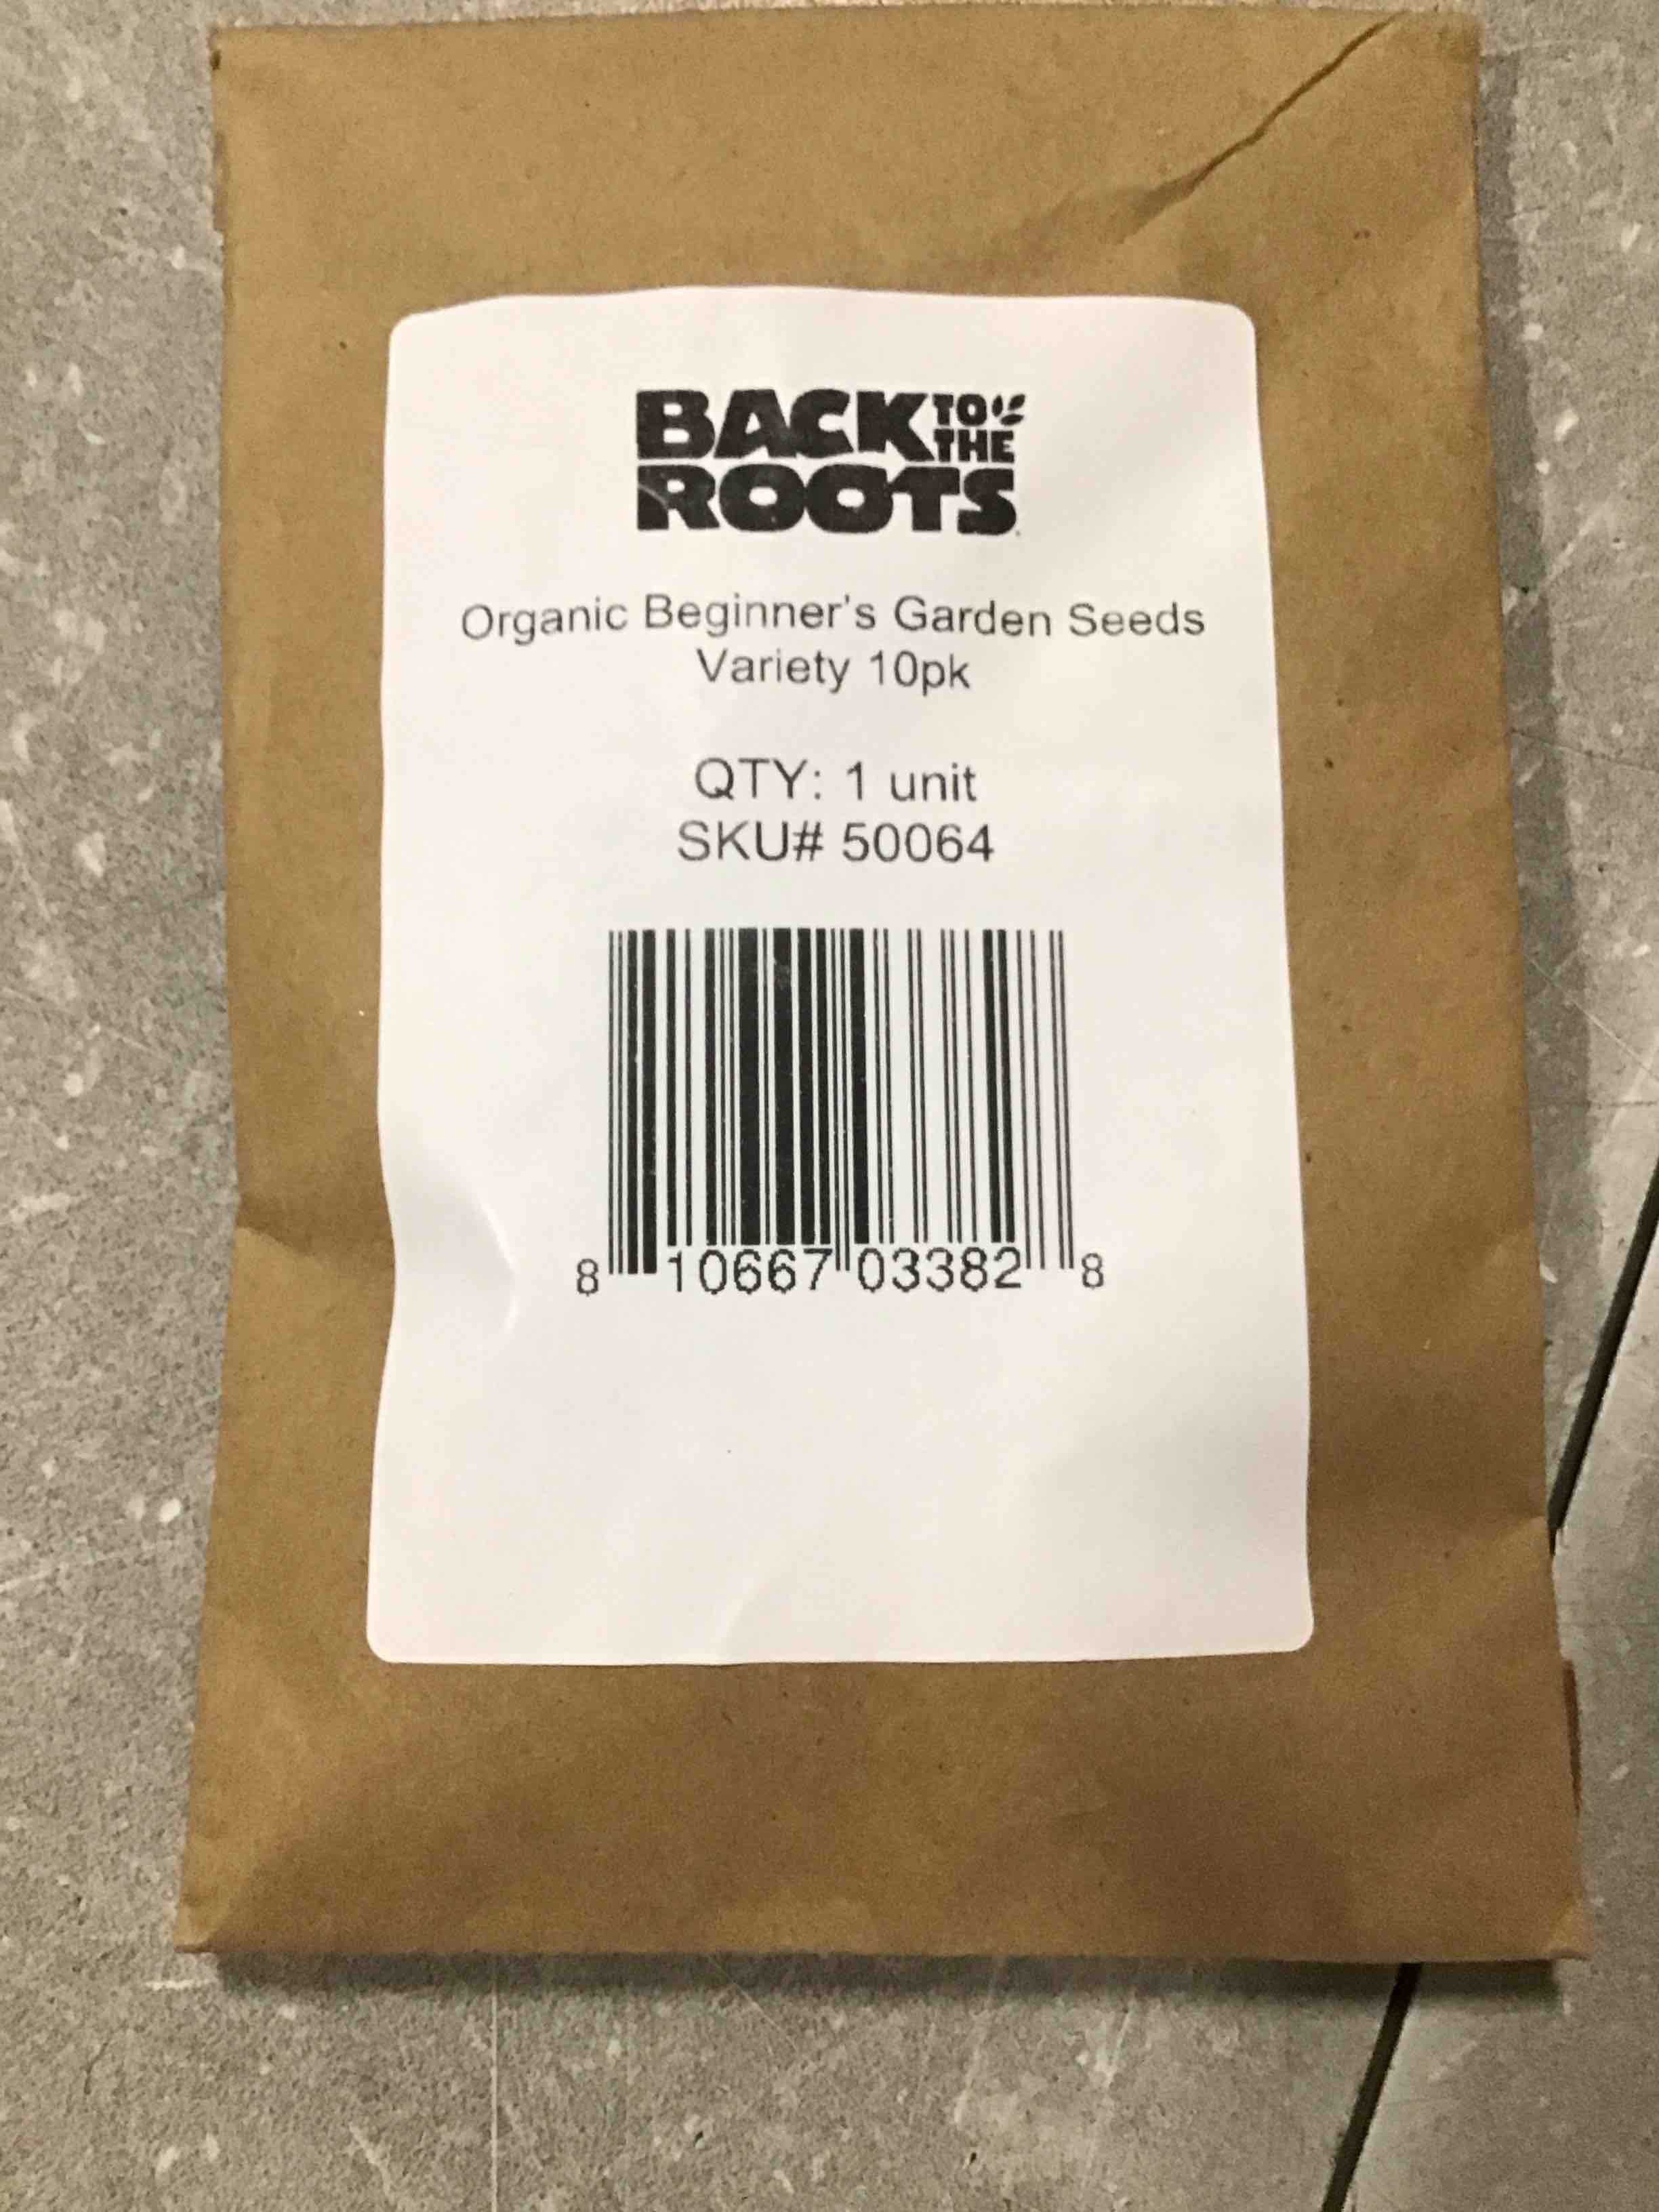 BACK TO THE
ROOTS
Organic Beginner's Garden Seeds
Variety 10pk
QTY: 1 unit
SKU# 50064
8 10667 03382 8